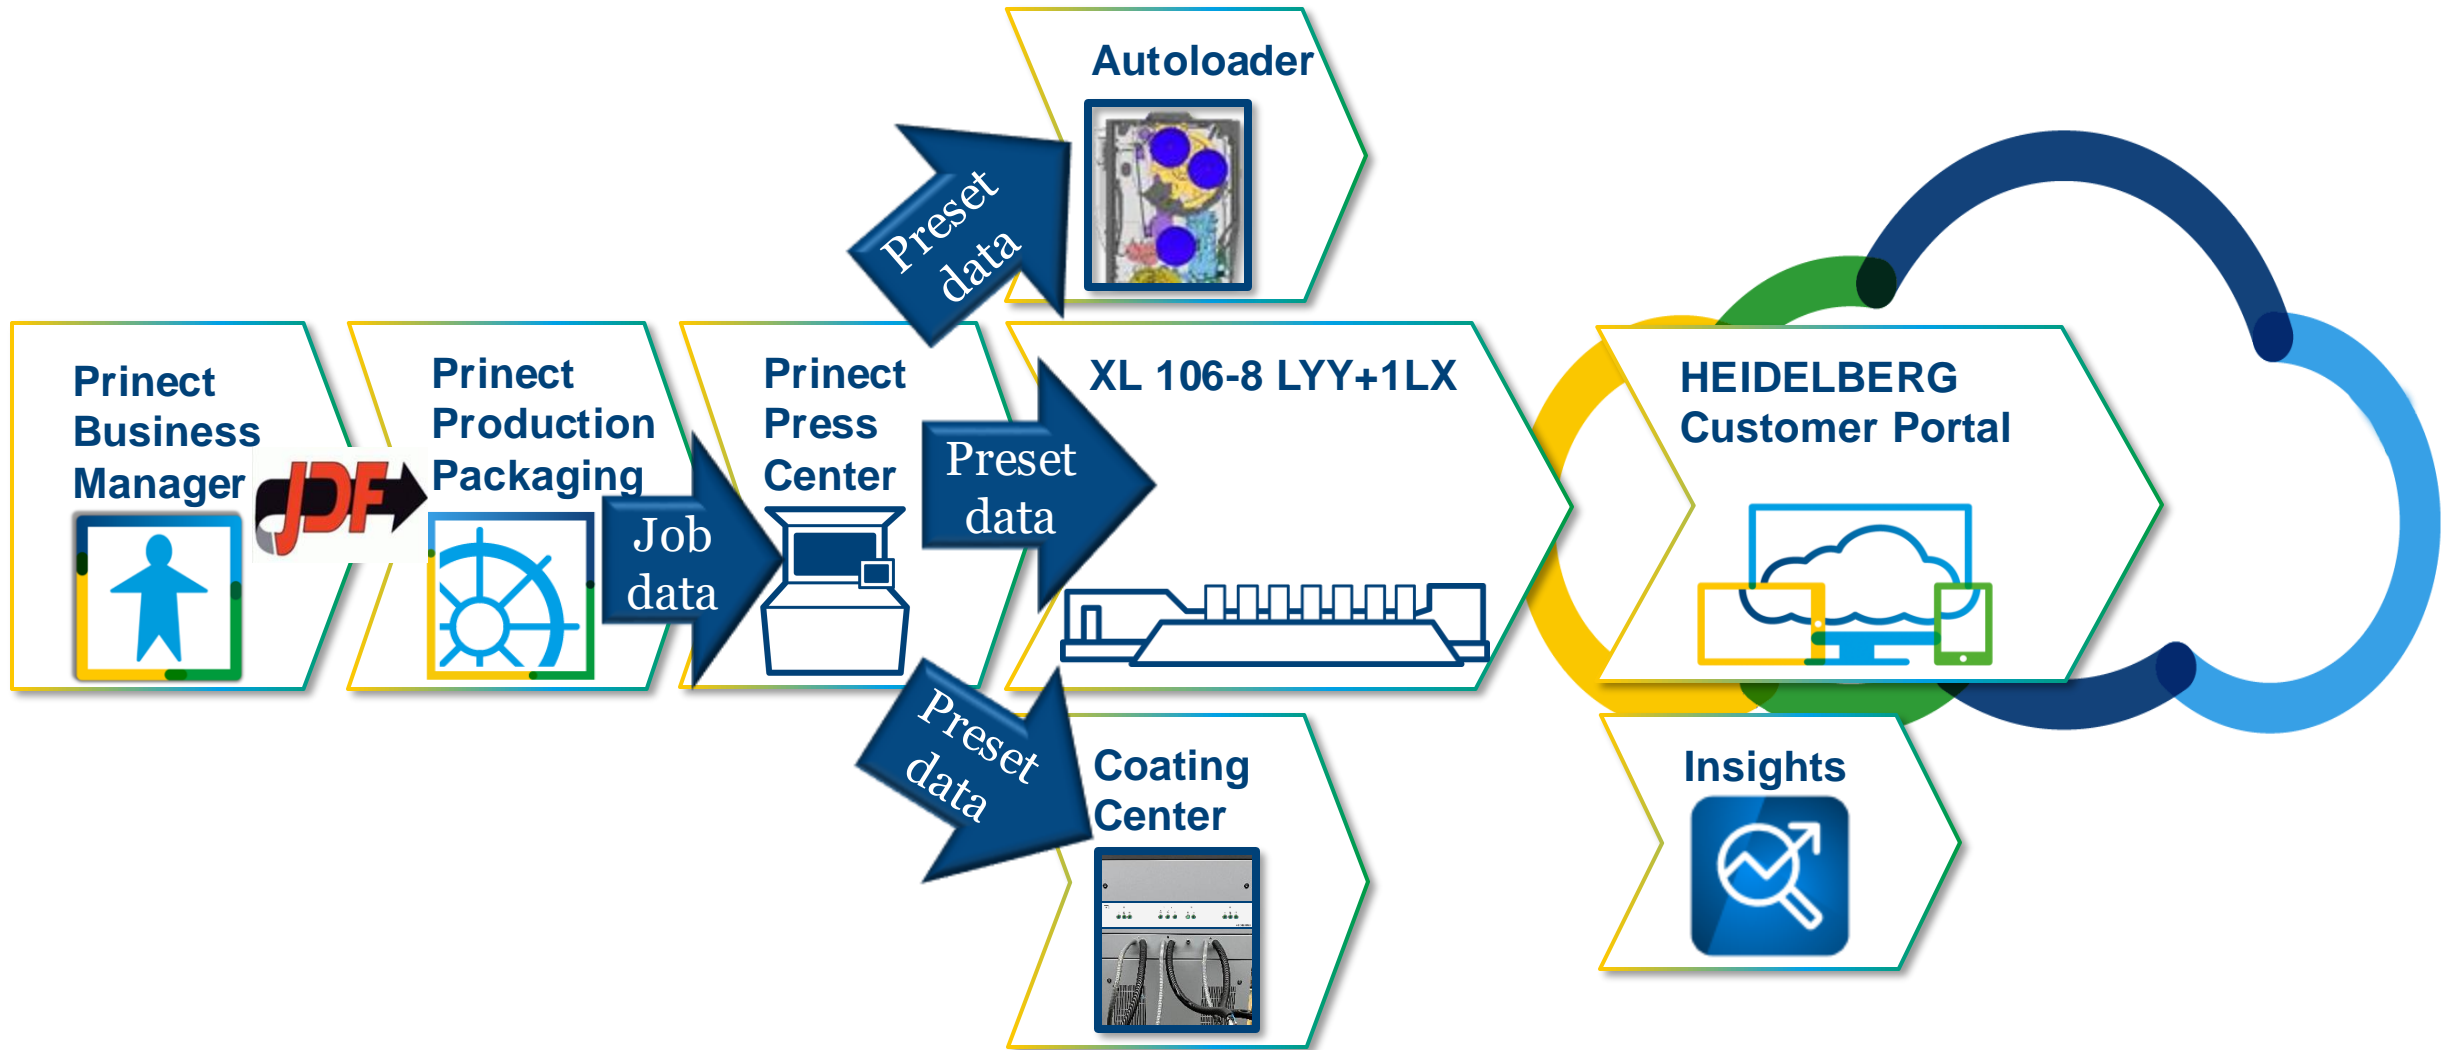 Autoloader
Preset
data
Prinect
Business
Manager
JDF
Prinect
Production
Packaging
Job
data
Prinect
Press
Center
Preset
data
XL 106-8 LYY+1LX
HEIDELBERG
Customer Portal
Preset
data
Coating
Center
Insights